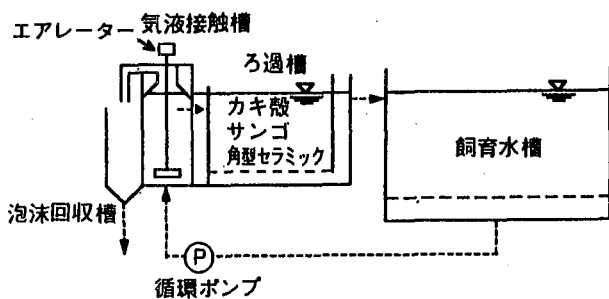 エアレーター
気液接触槽
ろ過槽
カキ殻
サンゴ
角型セラミック
飼育水槽
泡沫回収槽
P
循環ポンプ